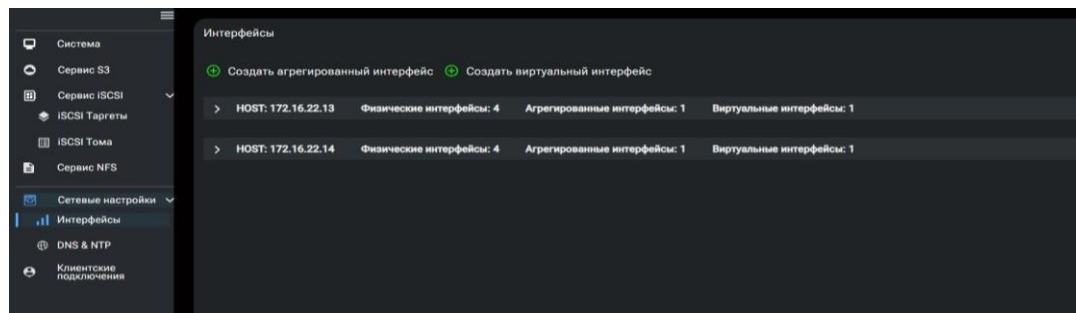 Система
Сервис S3
Сервис iSCSI
iSCSI Таргеты
iSCSI Тома
Сервис NFS
Сетевые настройки
Интерфейсы
DNS & NTP
Клиентские
подключения
Интерфейсы
Создать агрегированный интерфейс Создать виртуальный интерфейс
HOST: 172.16.22.13 Физические интерфейсы: 4 Агрегированные интерфейсы: 1 Виртуальные интерфейсы: 1
HOST: 172.16.22.14 Физические интерфейсы: 4 Агрегированные интерфейсы: 1 Виртуальные интерфейсы: 1